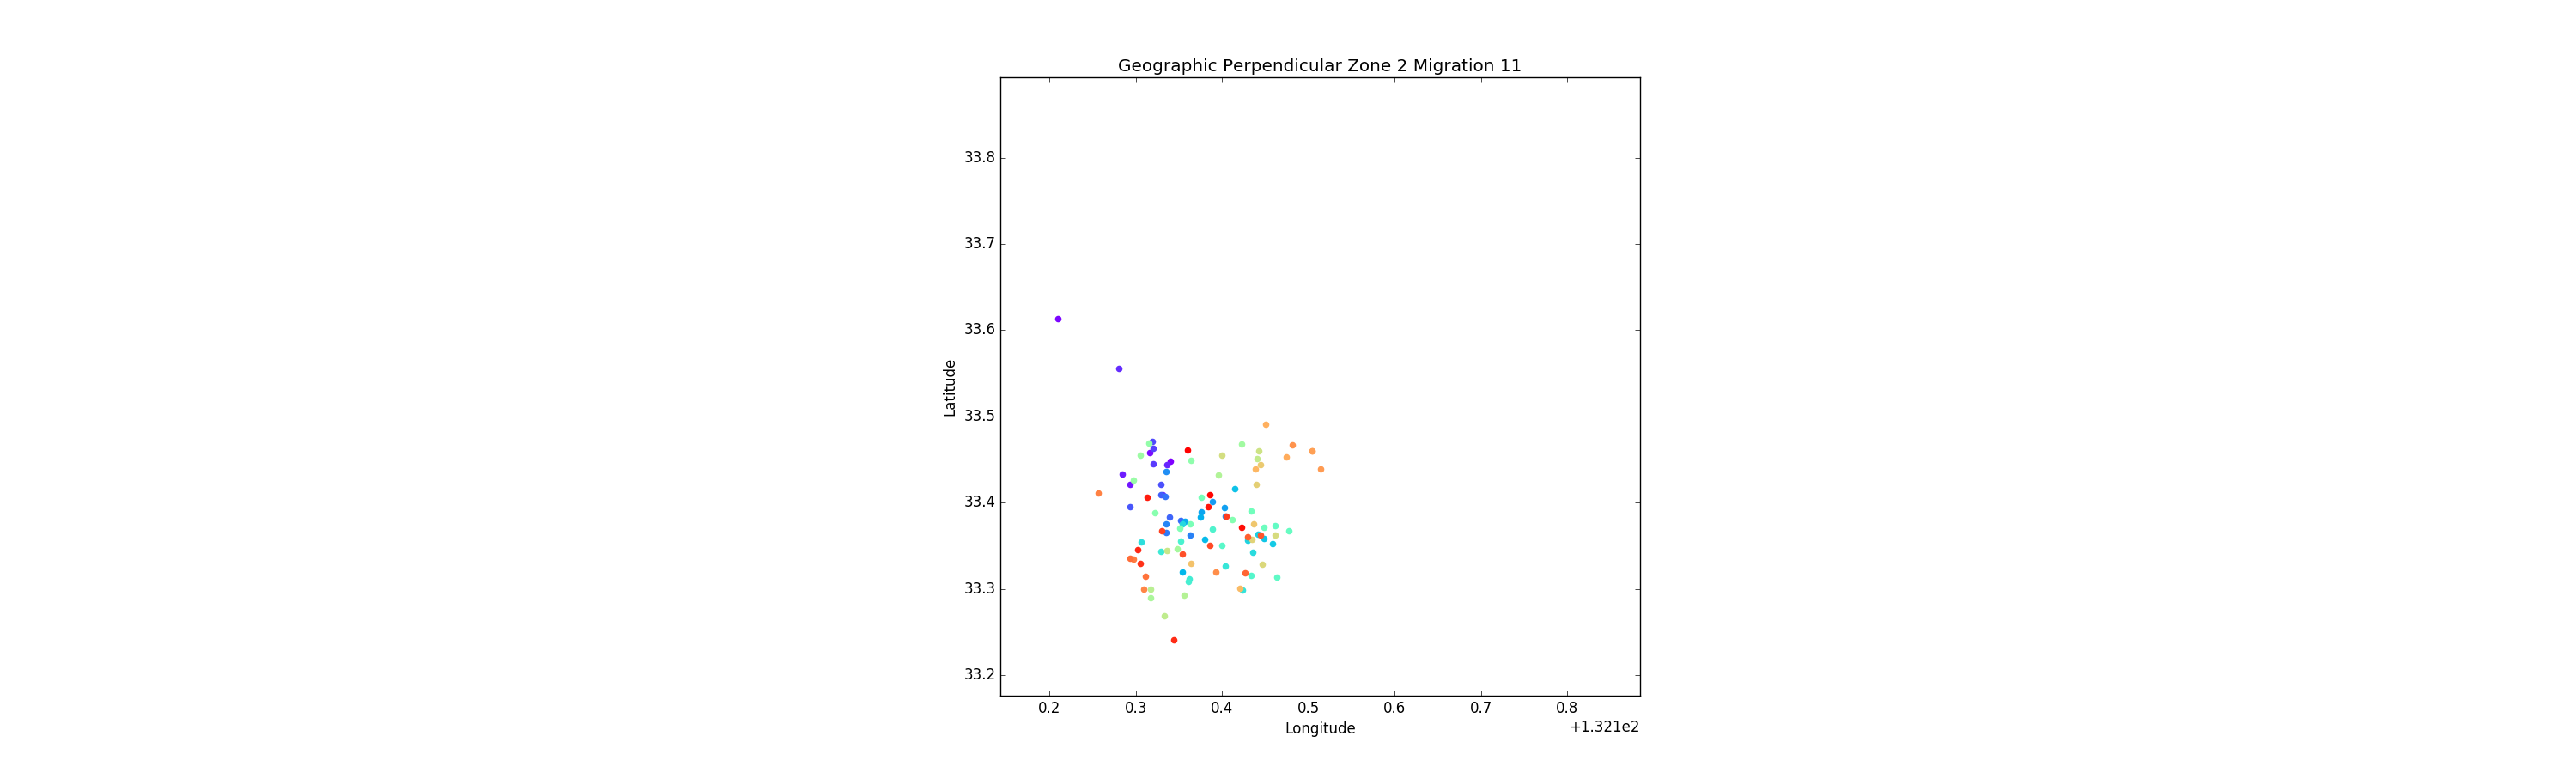 Geographic Perpendicular Zone 2 Migration 11
33.8
33.7
33.6
33.5
33.4
33.3
33.2
Latitude
0.2 0.3 0.4 0.5 0.6 0.7 0.8
Longitude
+1.321e2